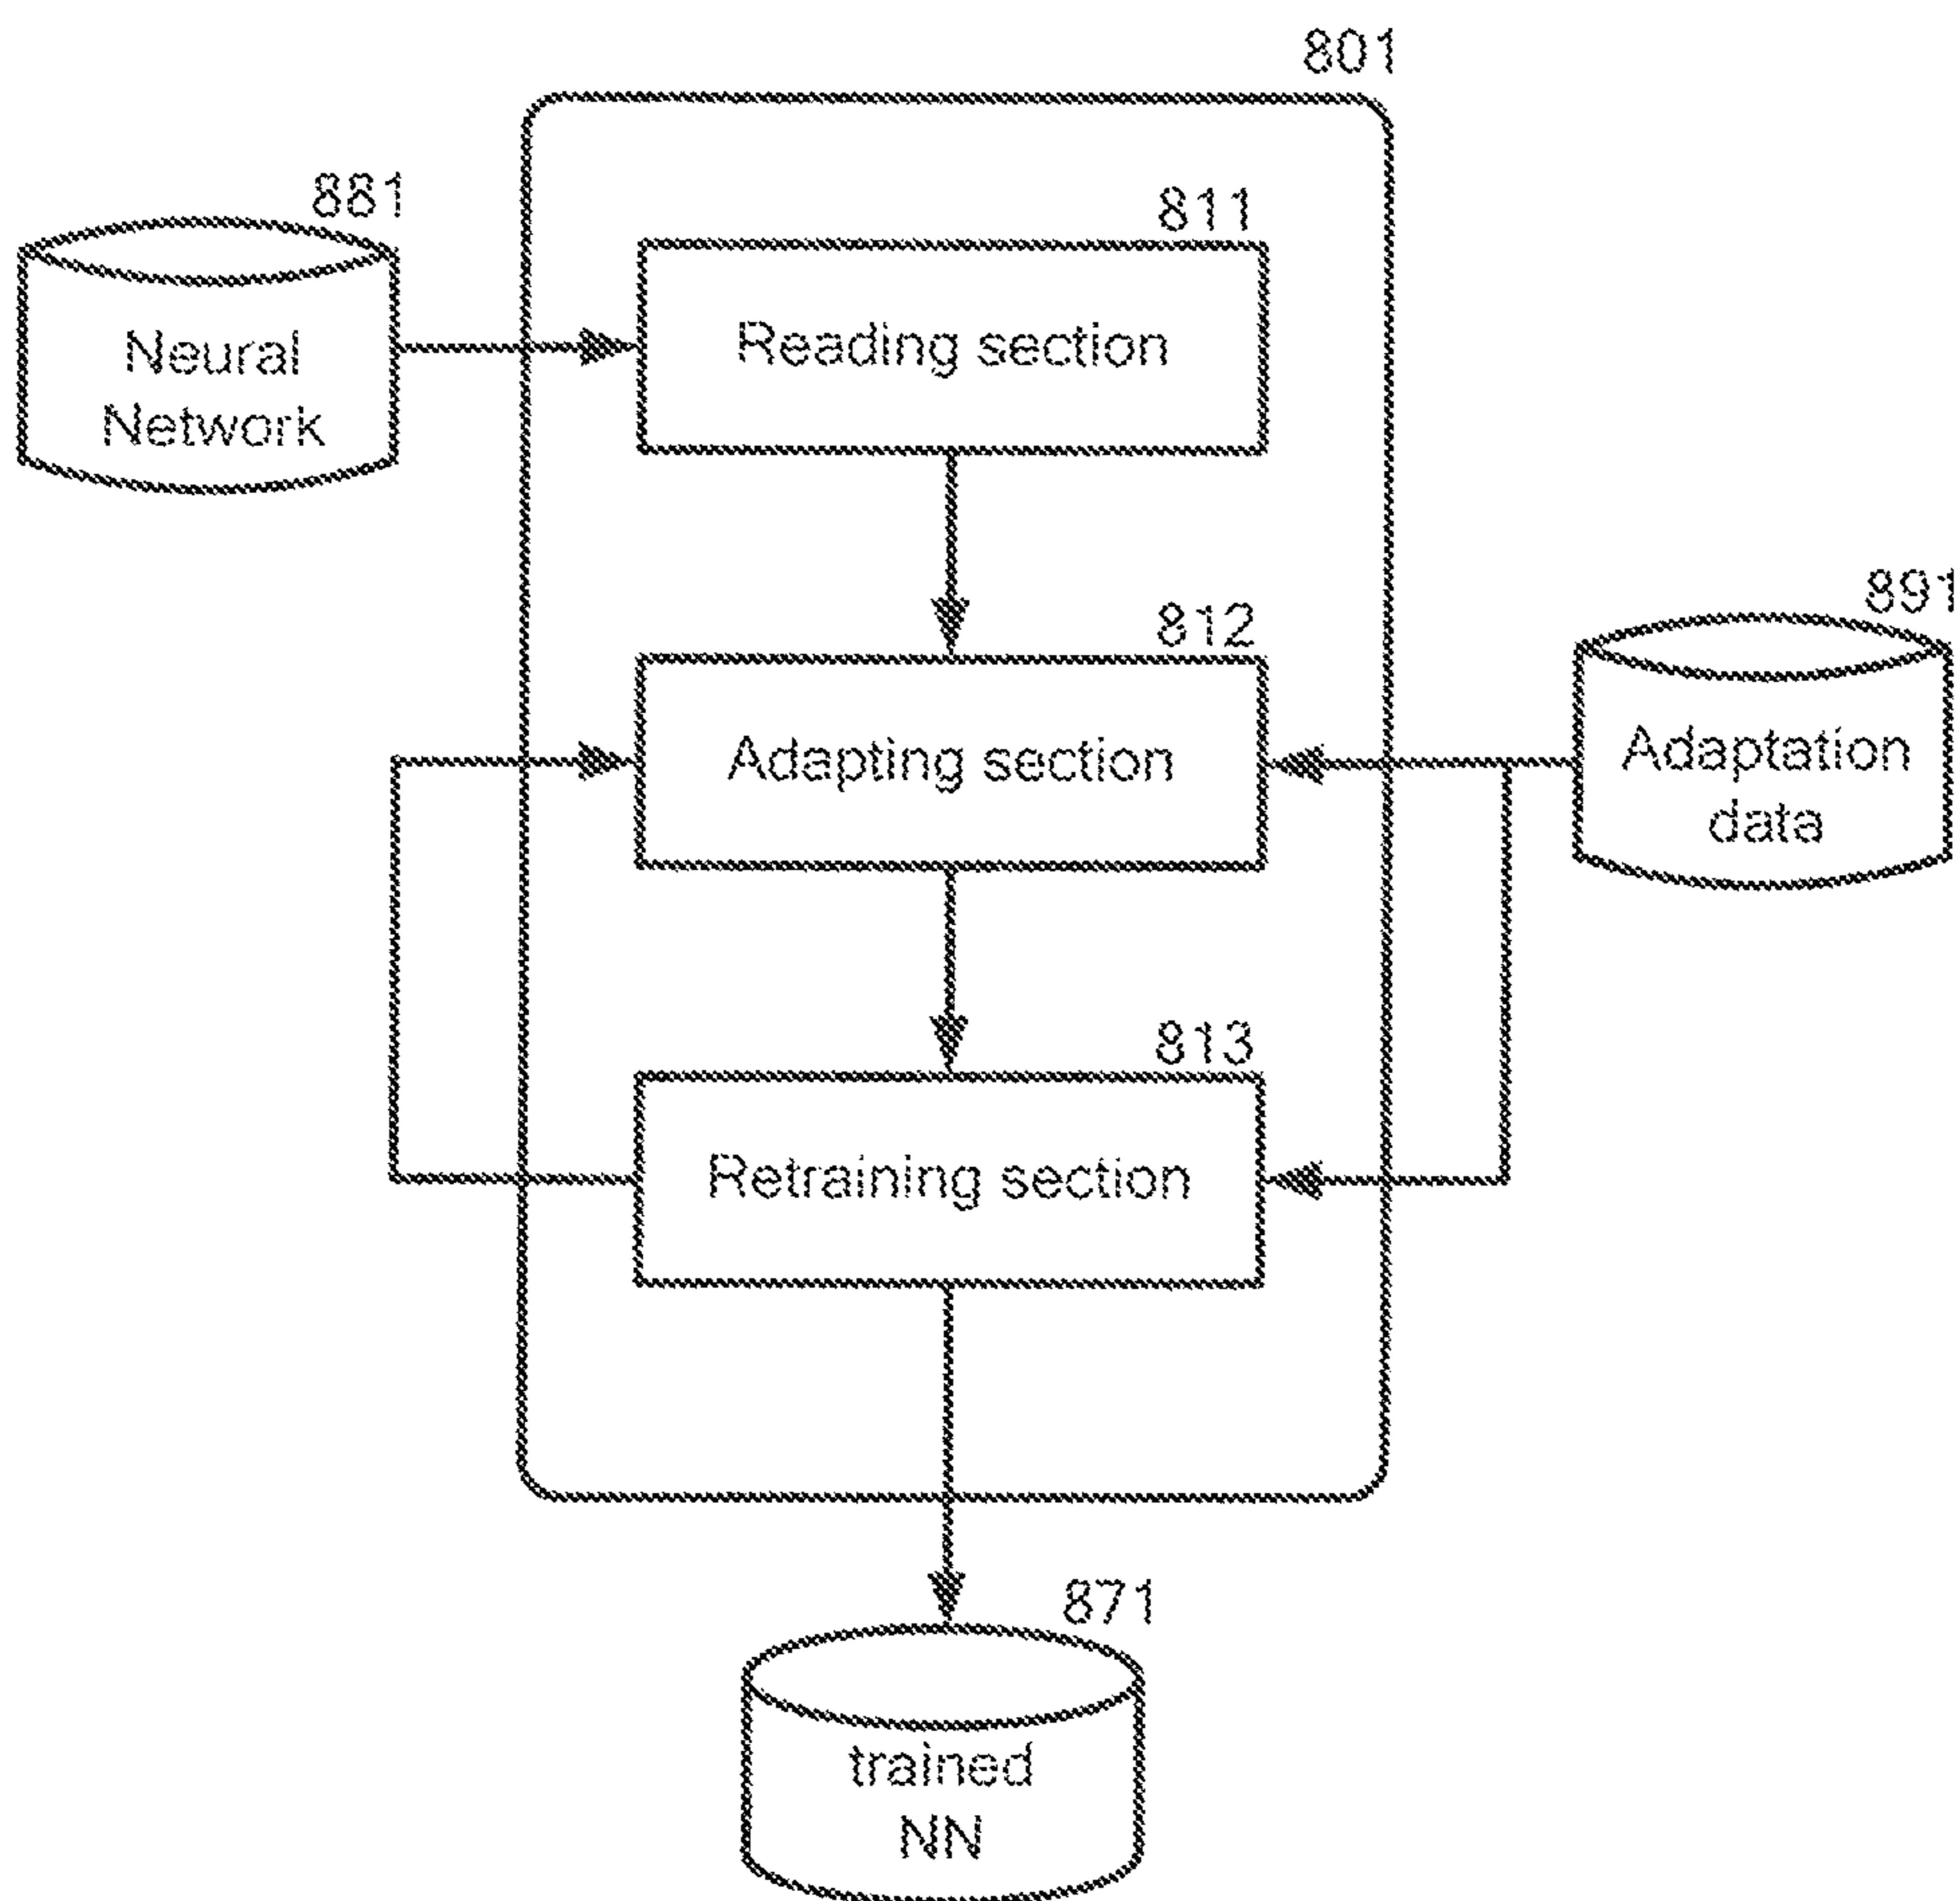 801
881
811
Neural
Network
Reading section
812
891
Adapting section
Adaptation
data
813
Retraining section
871
trained
NN